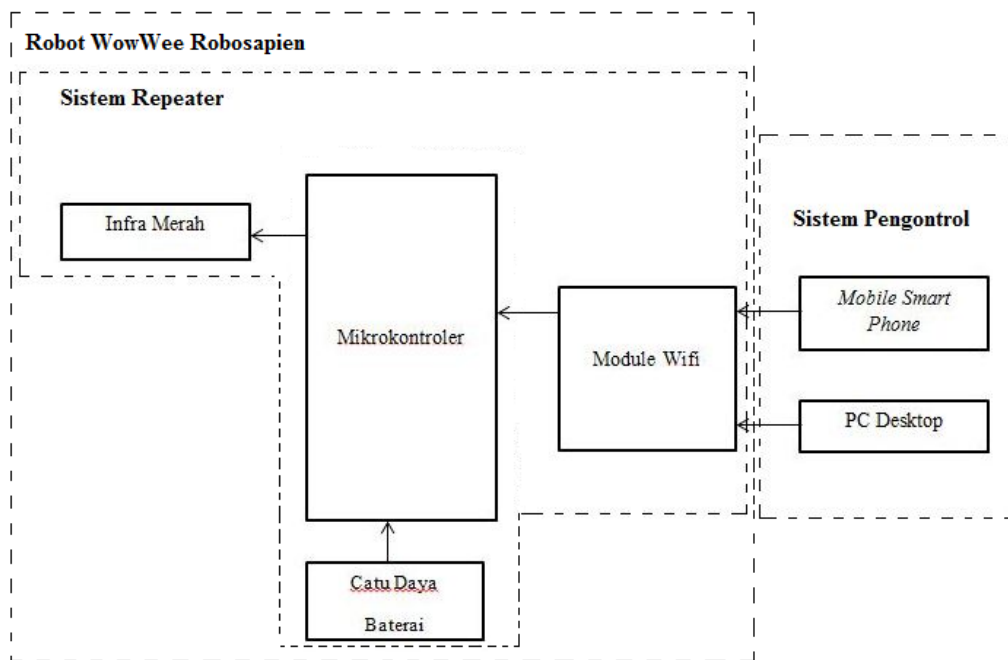 Robot WowWee Robosapien
Sistem Repeater
Infra Merah
Mikrokontroler
Module Wifi
Catu Daya
Baterai
Sistem Pengontrol
Mobile Smart
Phone
PC Desktop